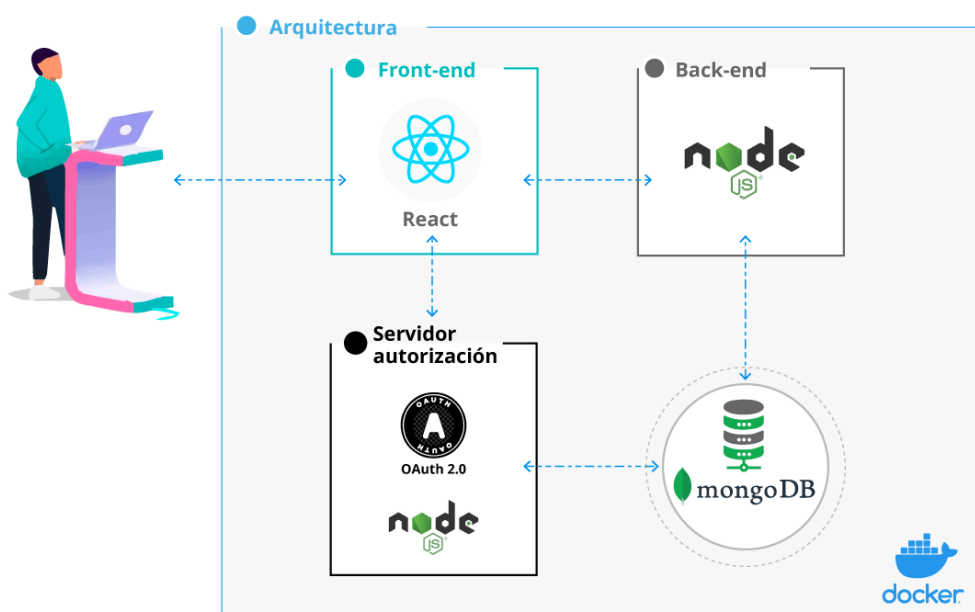 Arquitectura
Front-end
Back-end
node
JS
React
Servidor
autorización
OAUTH
A
OAUTH
OAuth 2.0
mongoDB
node
JS
docker